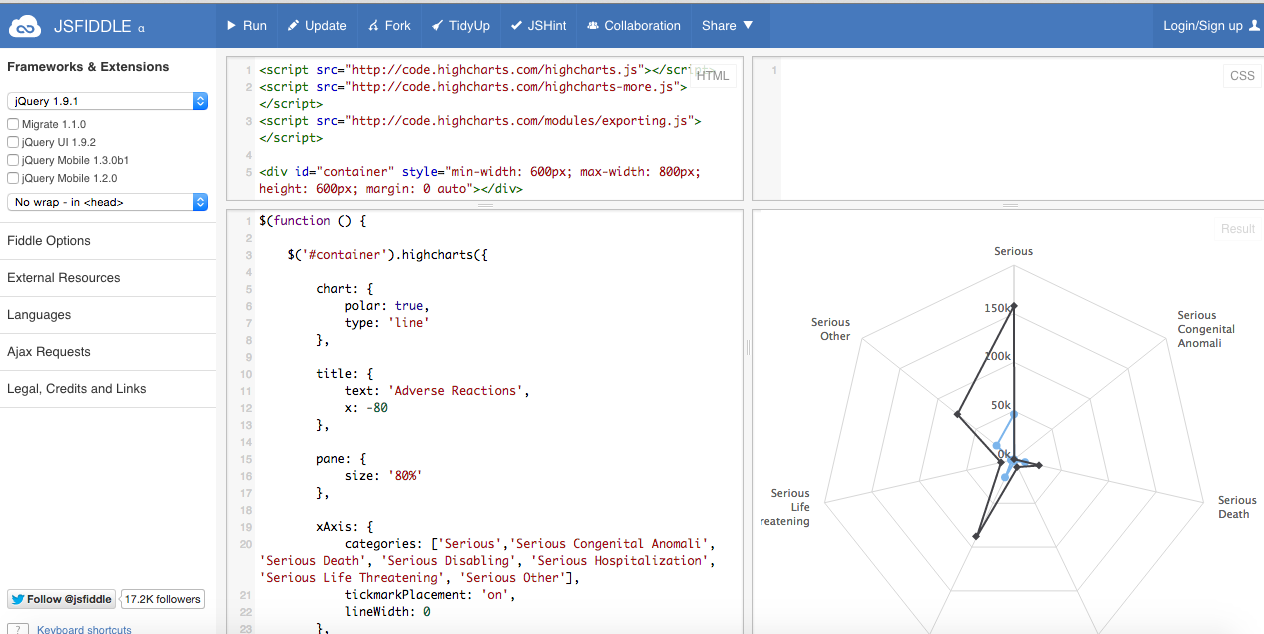 JSFIDDLE α
Run
Update
Fork
TidyUp
JSHint
Collaboration
Share ▼
Login/Sign up
Frameworks & Extensions
jQuery 1.9.1
Migrate 1.1.0
jQuery UI 1.9.2
jQuery Mobile 1.3.0b1
jQuery Mobile 1.2.0
No wrap - in <head>
Fiddle Options
External Resources
Languages
Ajax Requests
Legal, Credits and Links
Follow @jsfiddle
17.2K followers
? Keyboard shortcuts
HTML
1 <script src="http://code.highcharts.com/highcharts.js"></script>
2 <script src="http://code.highcharts.com/highcharts-more.js">
</script>
3 <script src="http://code.highcharts.com/modules/exporting.js">
</script>
4
5 <div id="container" style="min-width: 600px; max-width: 800px;
height: 600px; margin: 0 auto"></div>
1
CSS
1 $(function () {
2
3 $('#container').highcharts({
4
5 chart: {
6 polar: true,
7 type: 'line'
8 },
9
10 title: {
11 text: 'Adverse Reactions',
12 x: -80
13 },
14
15 pane: {
16 size: '80%'
17 },
18
19 xAxis: {
20 categories: ['Serious','Serious Congenital Anomali',
'Serious Death', 'Serious Disabling', 'Serious Hospitalization',
'Serious Life Threatening', 'Serious Other'],
21 tickmarkPlacement: 'on',
22 lineWidth: 0
23 },
Result
Serious
Serious
Congenital
Anomali
Serious
Death
Serious
Life
reatening
Serious
Other
150k
100k
50k
0k